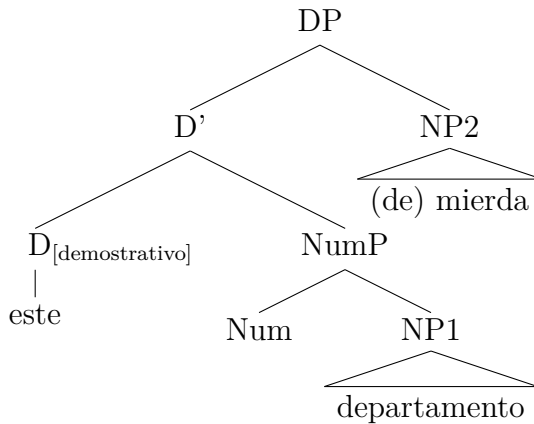 DP
D’ NP2
(de) mierda
D[demostrativo] NumP
este
Num NP1
departamento